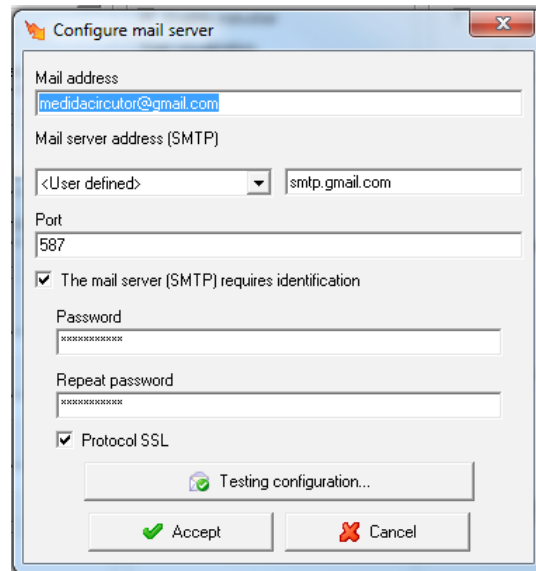 Configure mail server
Mail address
medidacircutor@gmail.com
Mail server address (SMTP)
<User defined> smtp.gmail.com
Port
587
The mail server (SMTP) requires identification
Password
***********
Repeat password
***********
Protocol SSL
Testing configuration...
Accept Cancel